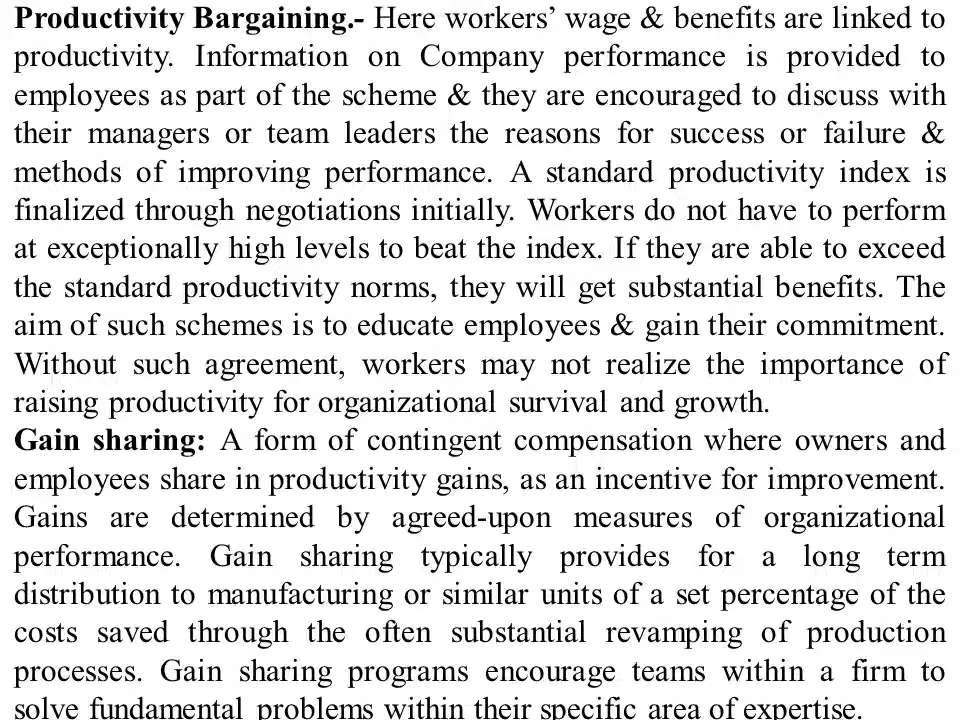 Productivity Bargaining.- Here workers’ wage & benefits are linked to
productivity. Information on Company performance is provided to
employees as part of the scheme & they are encouraged to discuss with
their managers or team leaders the reasons for success or failure &
methods of improving performance. A standard productivity index is
finalized through negotiations initially. Workers do not have to perform
at exceptionally high levels to beat the index. If they are able to exceed
the standard productivity norms, they will get substantial benefits. The
aim of such schemes is to educate employees & gain their commitment.
Without such agreement, workers may not realize the importance of
raising productivity for organizational survival and growth.
Gain sharing: A form of contingent compensation where owners and
employees share in productivity gains, as an incentive for improvement.
Gains are determined by agreed-upon measures of organizational
performance. Gain sharing typically provides for a long term
distribution to manufacturing or similar units of a set percentage of the
costs saved through the often substantial revamping of production
processes. Gain sharing programs encourage teams within a firm to
solve fundamental problems within their specific area of expertise.